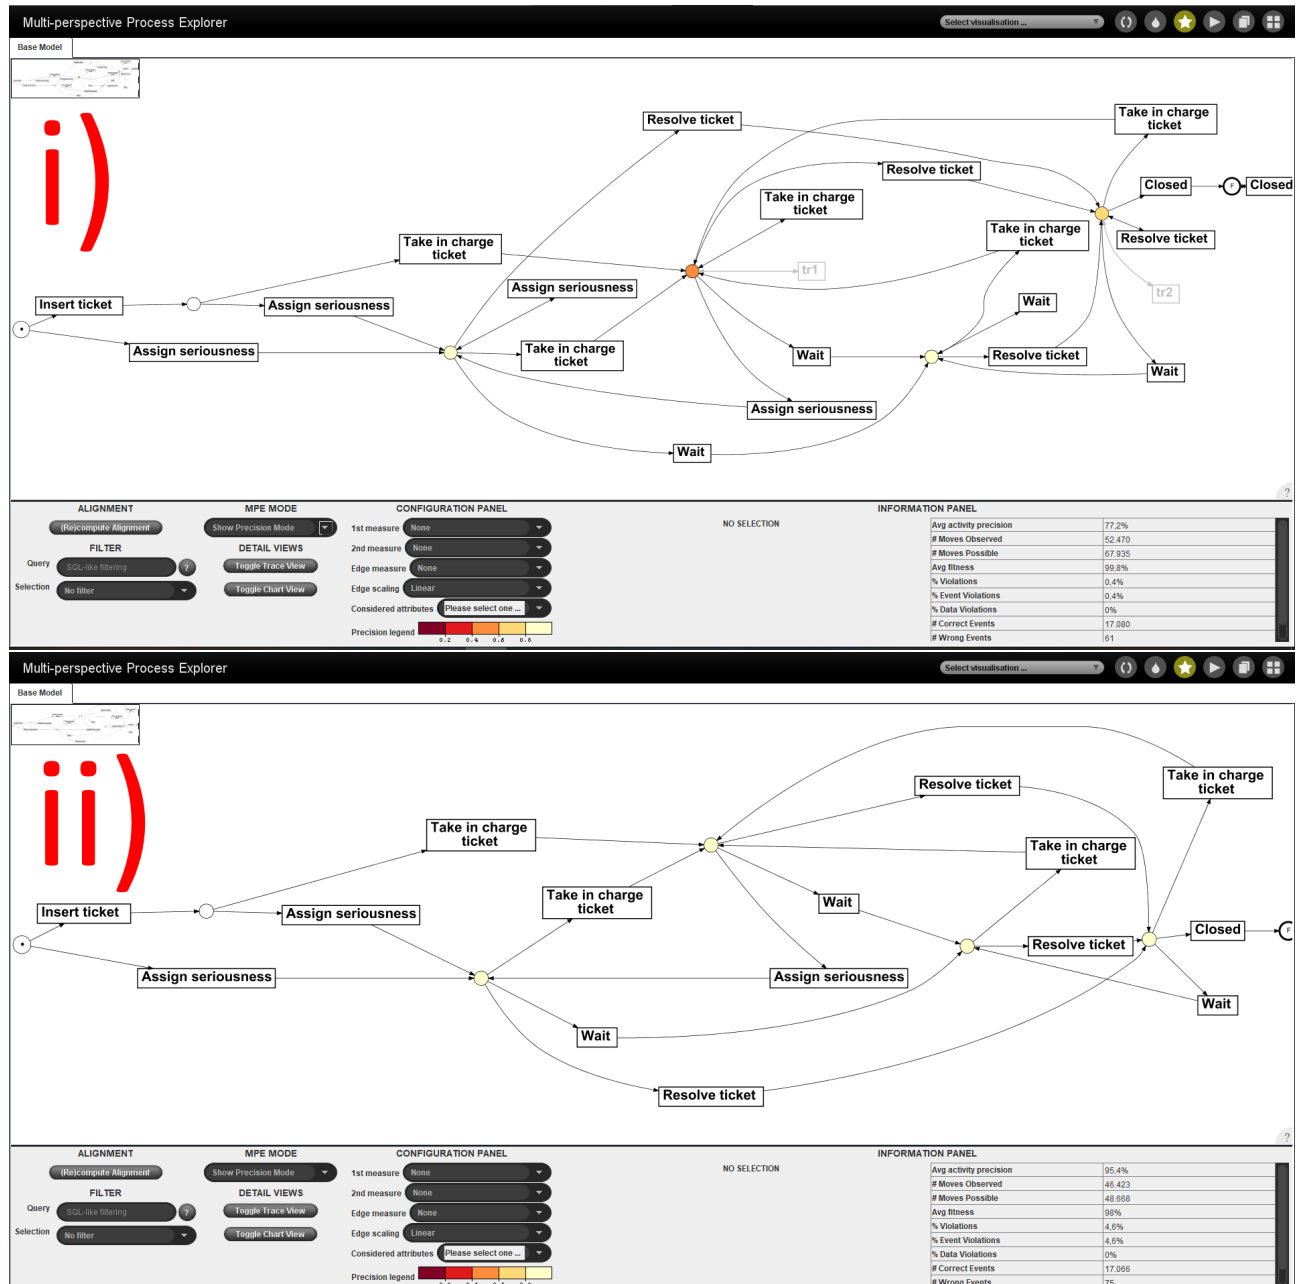 Multi-perspective Process Explorer
Select visualisation ...
Base Model
i)
Resolve ticket
Take in charge
ticket
Resolve ticket
Closed
F
Closed
Take in charge
ticket
Take in charge
ticket
Resolve ticket
Take in charge
ticket
tr1
tr2
Assign seriousness
Insert ticket
Assign seriousness
Wait
Assign seriousness
Take in charge
ticket
Wait
Resolve ticket
Wait
Assign seriousness
Wait
?
ALIGNMENT
(Re)compute Alignment
FILTER
Query
SQL-like filtering
?
Selection
No filter
MPE MODE
Show Precision Mode
DETAIL VIEWS
Toggle Trace View
Toggle Chart View
CONFIGURATION PANEL
1st measure None
2nd measure None
Edge measure None
Edge scaling Linear
Considered attributes Please select one ...
Precision legend
0.2 0.4 0.6 0.8
NO SELECTION
INFORMATION PANEL
Avg activity precision 77,2%
# Moves Observed 52.470
# Moves Possible 67.935
Avg fitness 99,8%
% Violations 0,4%
% Event Violations 0,4%
% Data Violations 0%
# Correct Events 17.080
# Wrong Events 61
Multi-perspective Process Explorer
Select visualisation ...
Base Model
ii)
Take in charge
ticket
Resolve ticket
Take in charge
ticket
Take in charge
ticket
Take in charge
ticket
Wait
Insert ticket
Assign seriousness
Closed
F
Resolve ticket
Assign seriousness
Assign seriousness
Wait
Wait
Resolve ticket
?
ALIGNMENT
(Re)compute Alignment
FILTER
Query
SQL-like filtering
?
Selection
No filter
MPE MODE
Show Precision Mode
DETAIL VIEWS
Toggle Trace View
Toggle Chart View
CONFIGURATION PANEL
1st measure None
2nd measure None
Edge measure None
Edge scaling Linear
Considered attributes Please select one ...
Precision legend
NO SELECTION
INFORMATION PANEL
Avg activity precision 95,4%
# Moves Observed 46.423
# Moves Possible 48.668
Avg fitness 98%
% Violations 4,6%
% Event Violations 4,6%
% Data Violations 0%
# Correct Events 17.066
# Wrong Events 75